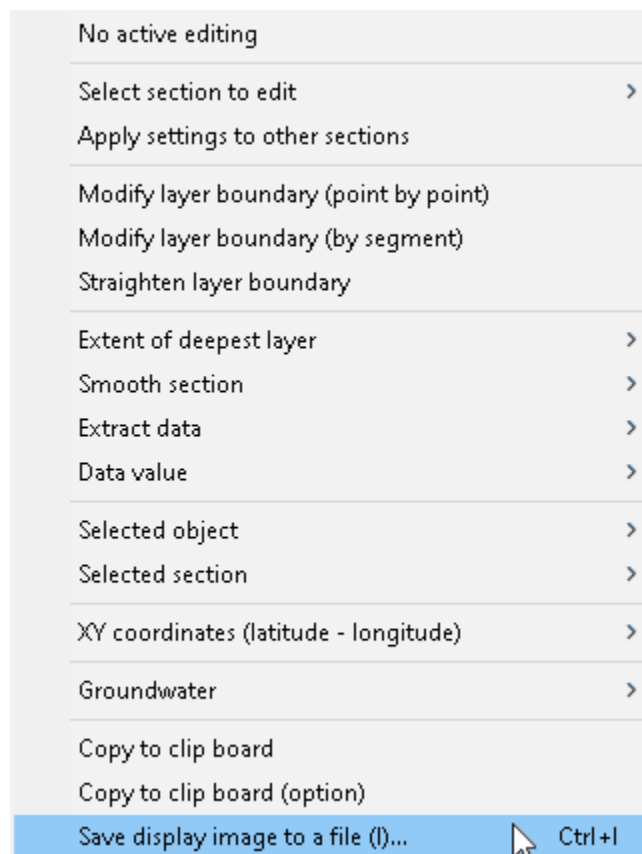 No active editing
Select section to edit
Apply settings to other sections
Modify layer boundary (point by point)
Modify layer boundary (by segment)
Straighten layer boundary
Extent of deepest layer
Smooth section
Extract data
Data value
Selected object
Selected section
XY coordinates (latitude - longitude)
Groundwater
Copy to clip board
Copy to clip board (option)
Save display image to a file (I)... Ctrl+I